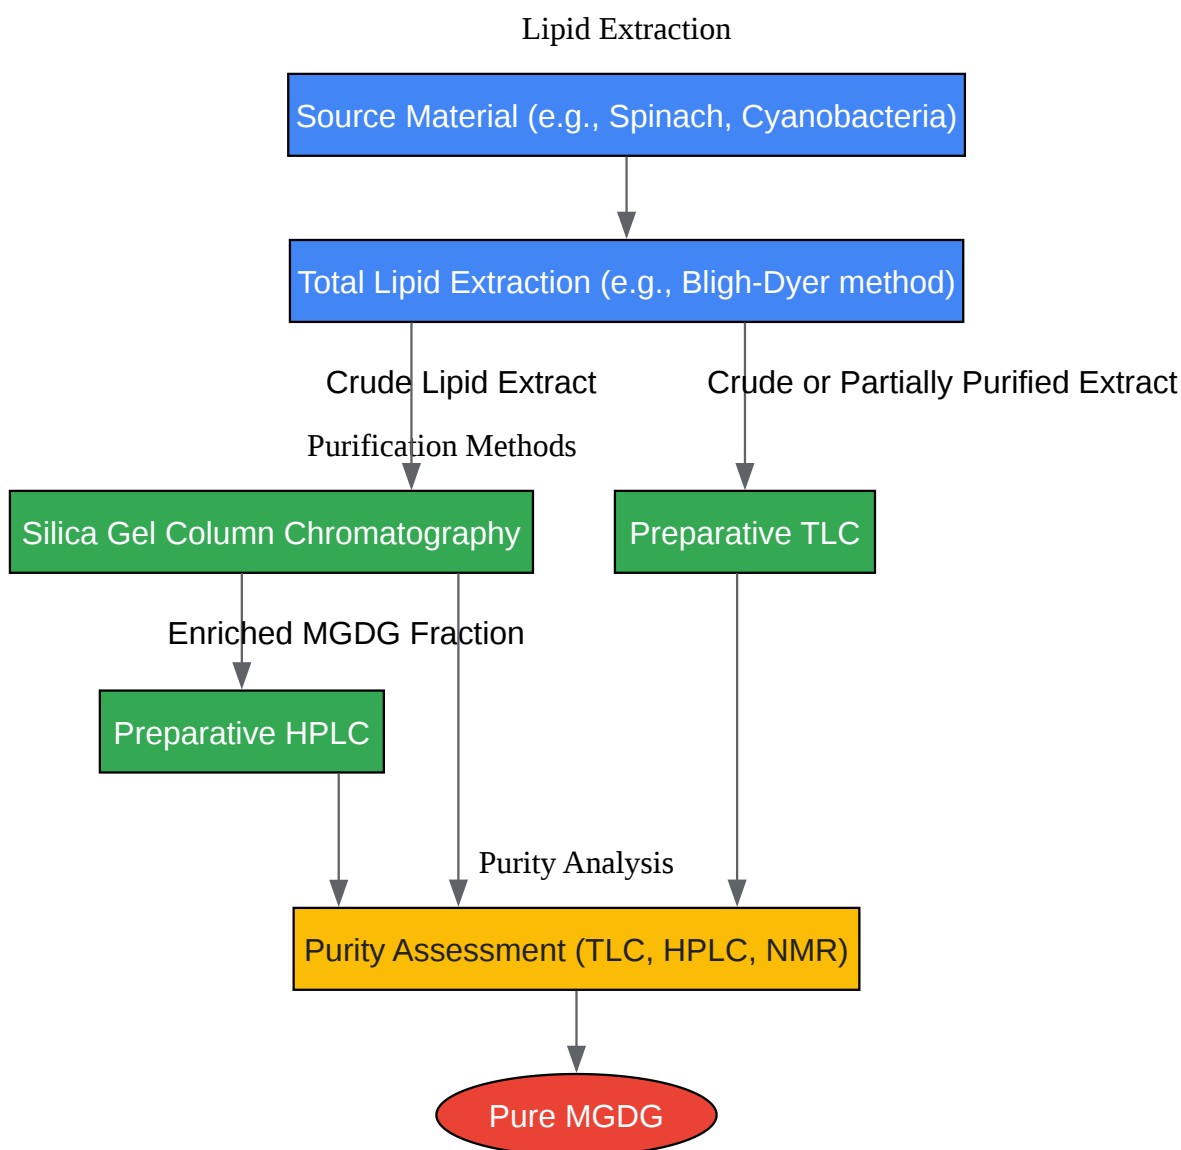 Lipid Extraction
Source Material (e.g., Spinach, Cyanobacteria)
Total Lipid Extraction (e.g., Bligh-Dyer method)
Crude Lipid Extract
Crude or Partially Purified Extract
Purification Methods
Silica Gel Column Chromatography
Preparative TLC
Enriched MGDG Fraction
Preparative HPLC
Purity Analysis
Purity Assessment (TLC, HPLC, NMR)
Pure MGDG